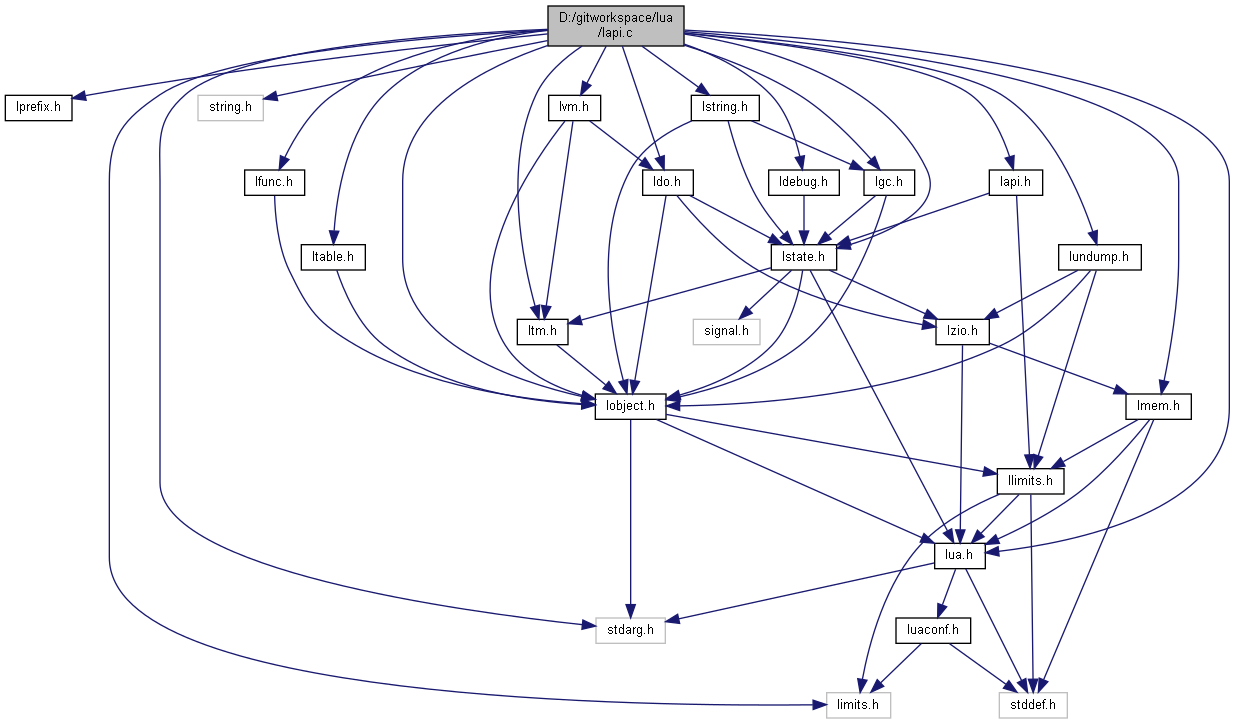 D:/gitworkspace/lua
/lapi.c
lprefix.h
string.h
lvm.h
lstring.h
lfunc.h
ldo.h
ldebug.h
lgc.h
lapi.h
ltable.h
lstate.h
lundump.h
ltm.h
signal.h
lzio.h
lobject.h
lmem.h
llimits.h
lua.h
stdarg.h
luaconf.h
limits.h
stddef.h